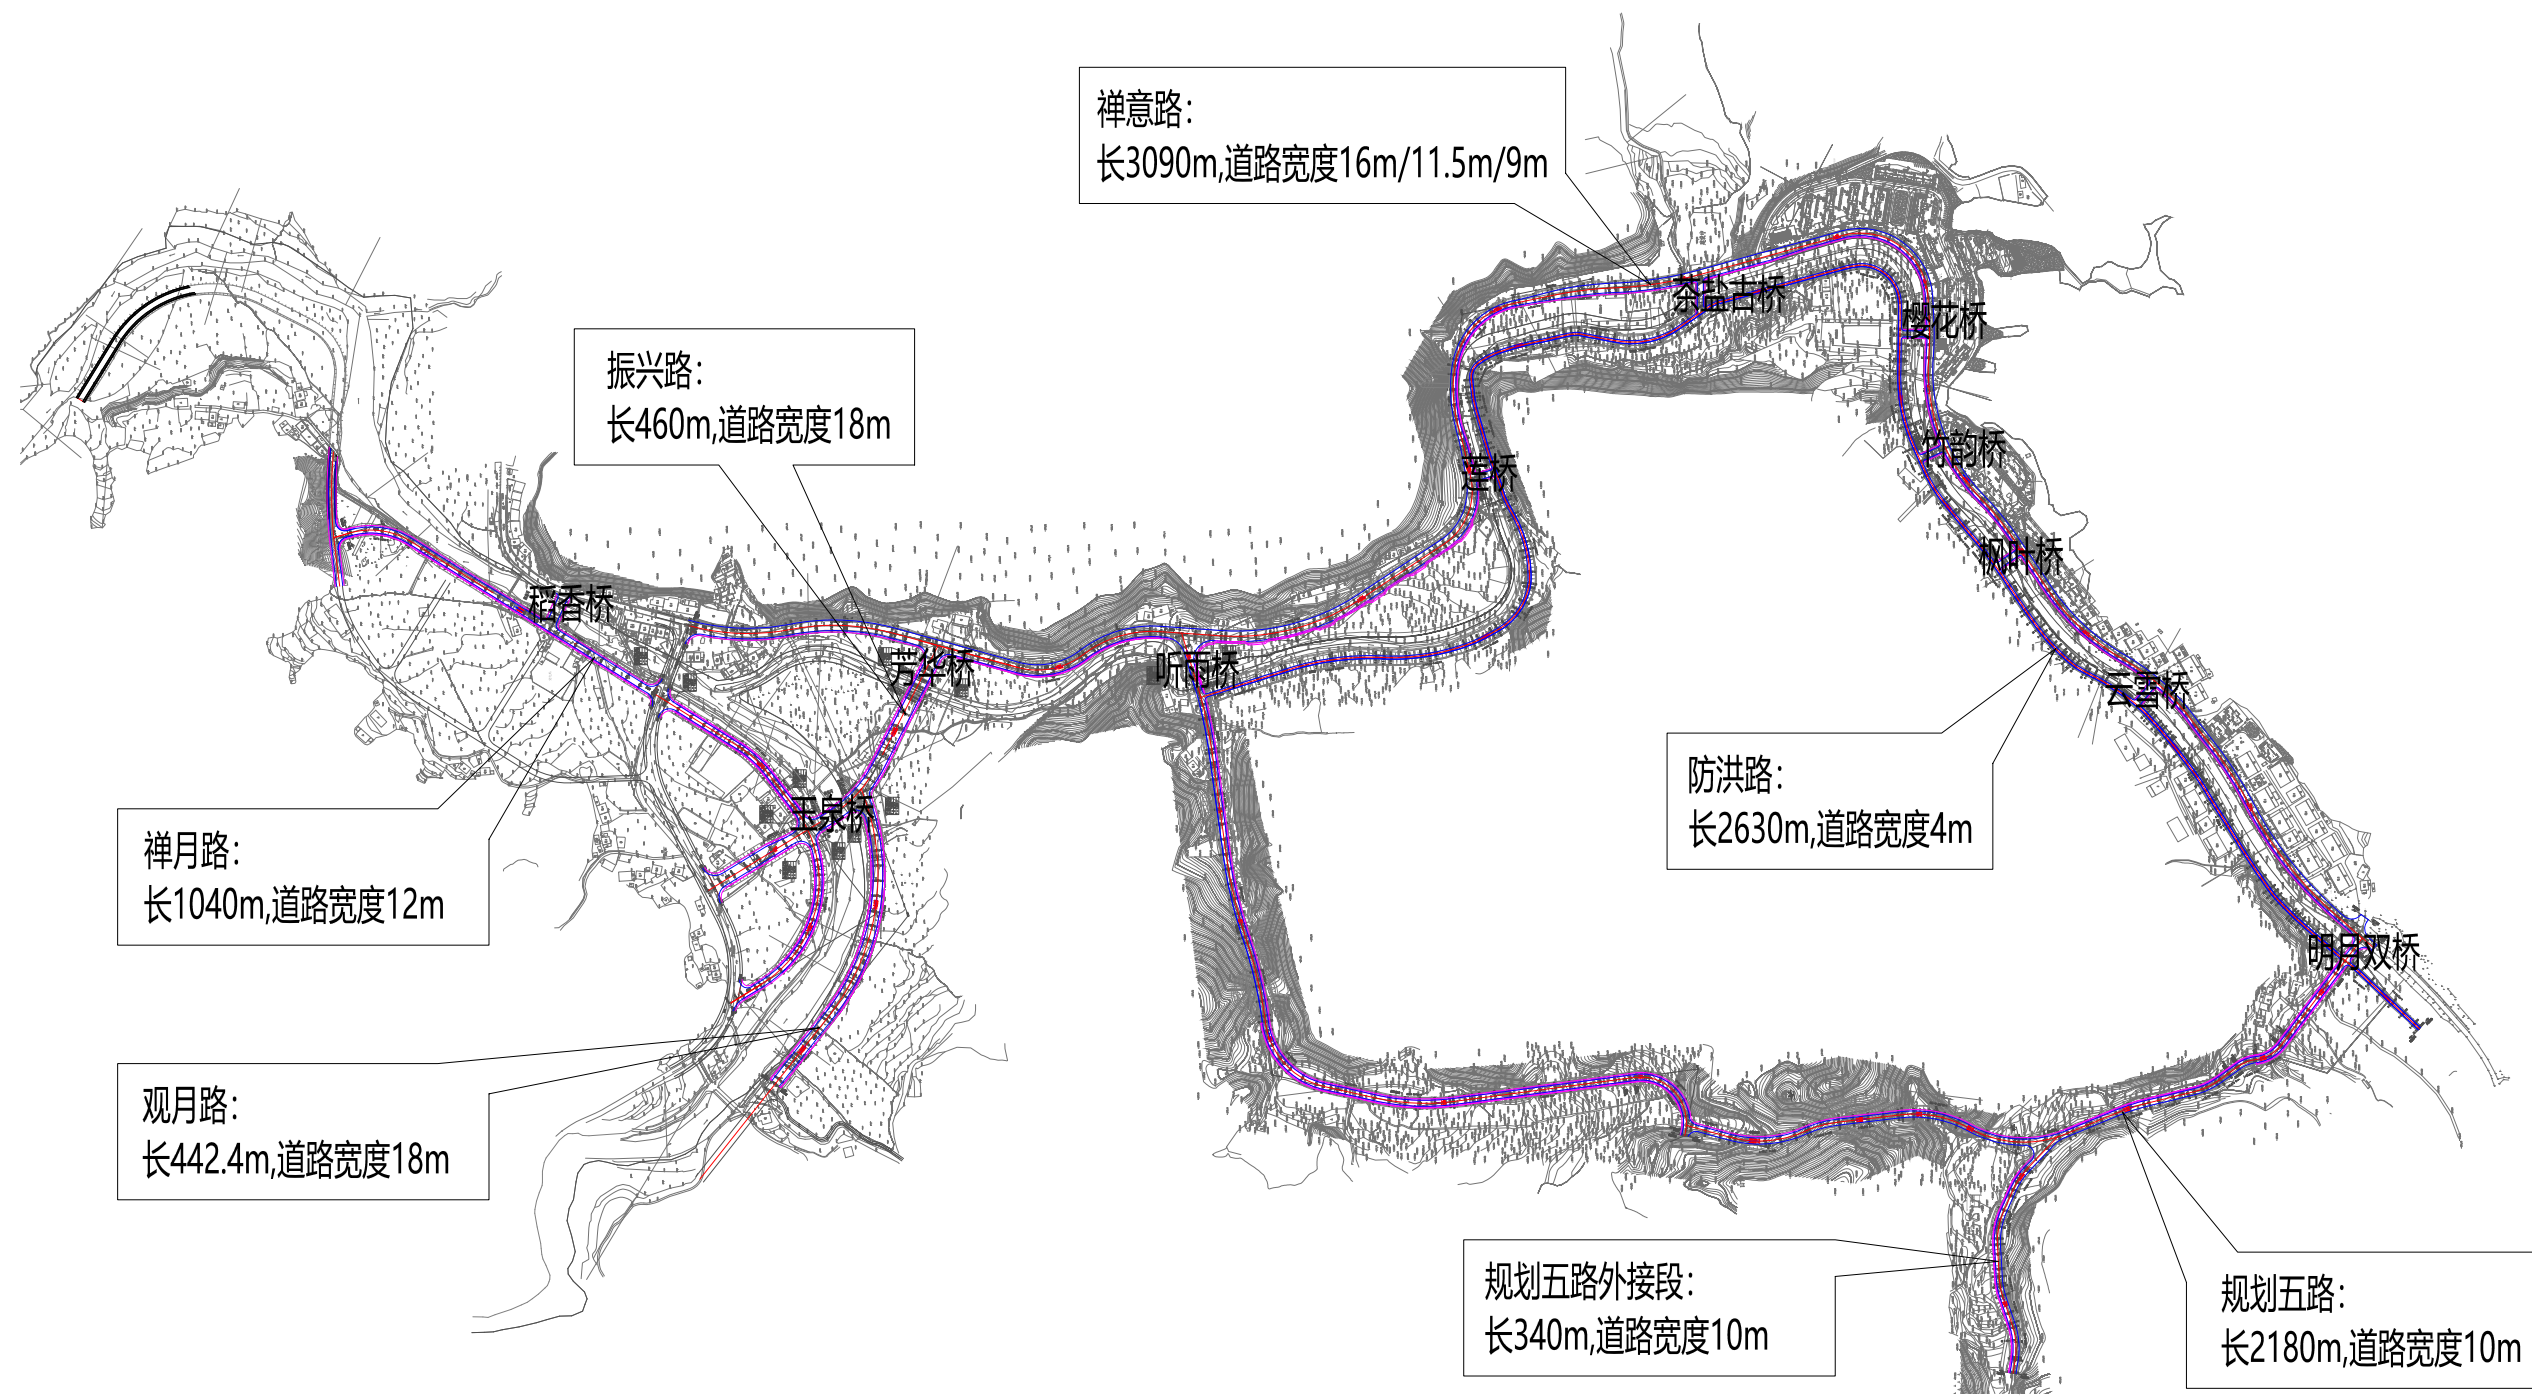 禅意路：
长3090m,道路宽度16m/11.5m/9m
茶盐古桥
樱花桥
振兴路：
长460m,道路宽度18m
竹韵桥
莲桥
枫叶桥
稻香桥
芳华桥
听雨桥
云雪桥
防洪路：
长2630m,道路宽度4m
玉泉桥
禅月路：
长1040m,道路宽度12m
明月双桥
观月路：
长442.4m,道路宽度18m
规划五路外接段：
长340m,道路宽度10m
规划五路：
长2180m,道路宽度10m